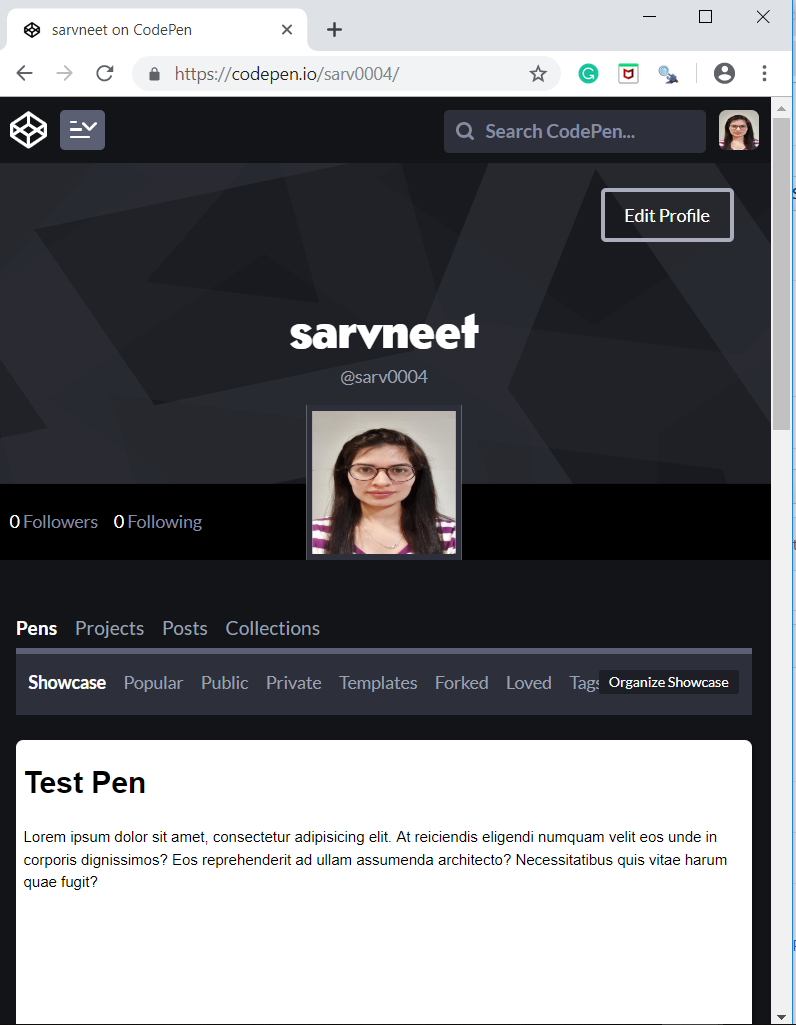 sarvneet on CodePen
https://codepen.io/sarv0004/
Search CodePen...
Edit Profile
sarvneet
@sarv0004
0 Followers 0 Following
Pens Projects Posts Collections
Showcase Popular Public Private Templates Forked Loved Tags Organize Showcase
Test Pen
Lorem ipsum dolor sit amet, consectetur adipisicing elit. At reiciendis eligendi numquam velit eos unde in
corporis dignissimos? Eos reprehenderit ad ullam assumenda architecto? Necessitatibus quis vitae harum
quae fugit?